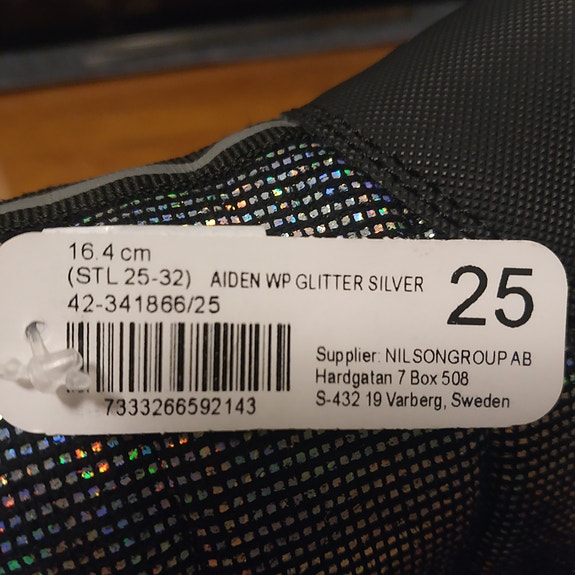 16.4 cm
(STL 25-32) AIDEN WP GLITTER SILVER
42-341866/25
25
7333266592143
Supplier: NILSONGROUP AB
Hardgatan 7 Box 508
S-432 19 Varberg, Sweden